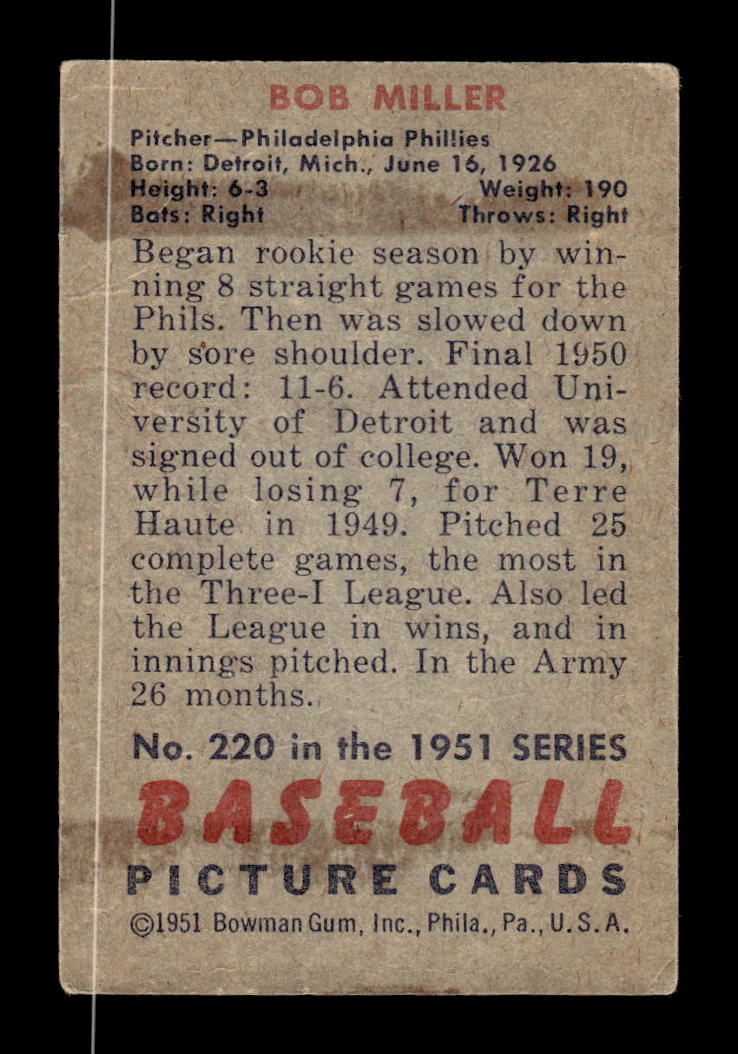 BOB MILLER
Pitcher—Philadelphia Phillies
Born: Detroit, Mich., June 16, 1926
Height: 6-3 Weight: 190
Bats: Right Throws: Right
Began rookie season by win-
ning 8 straight games for the
Phils. Then was slowed down
by sore shoulder. Final 1950
record: 11-6. Attended Uni-
versity of Detroit and was
signed out of college. Won 19,
while losing 7, for Terre
Haute in 1949. Pitched 25
complete games, the most in
the Three-I League. Also led
the League in wins, and in
innings pitched. In the Army
26 months.
No. 220 in the 1951 SERIES
BASEBALL
PICTURE CARDS
©1951 Bowman Gum, Inc., Phila., Pa., U.S.A.